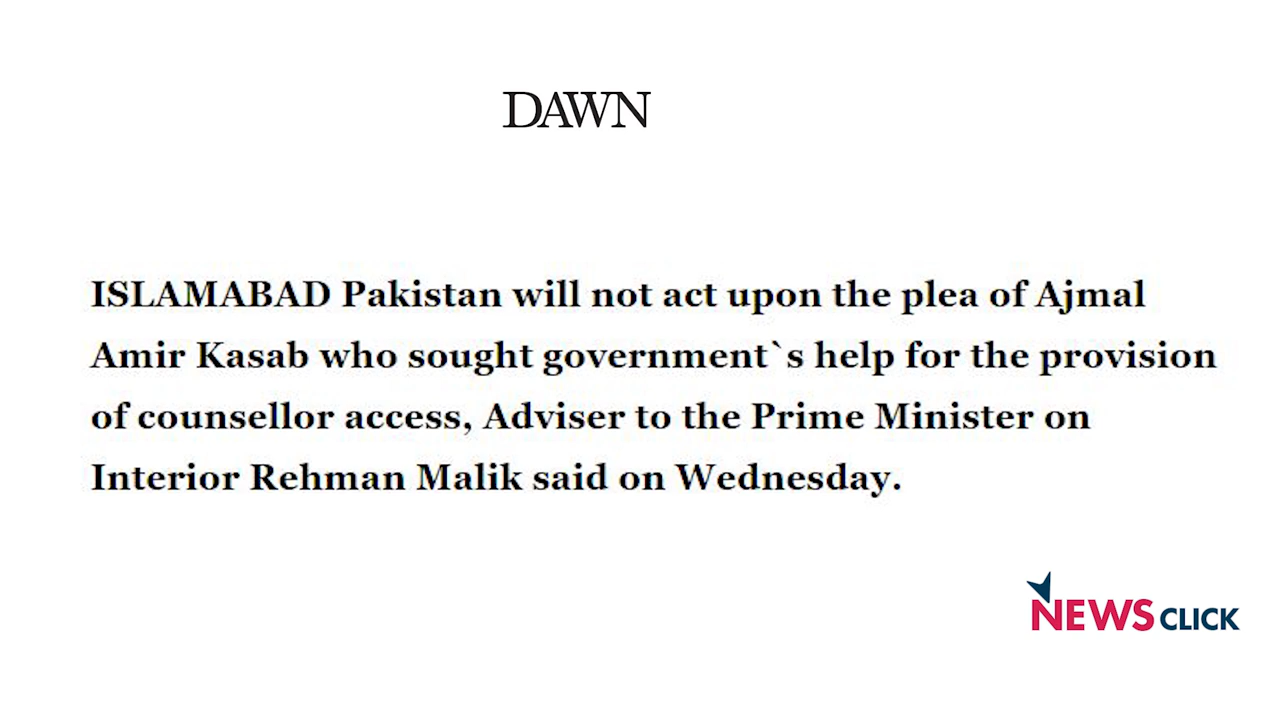 DAWN
ISLAMABAD Pakistan will not act upon the plea of Ajmal
Amir Kasab who sought government`s help for the provision
of counsellor access, Adviser to the Prime Minister on
Interior Rehman Malik said on Wednesday.
NEWS CLICK